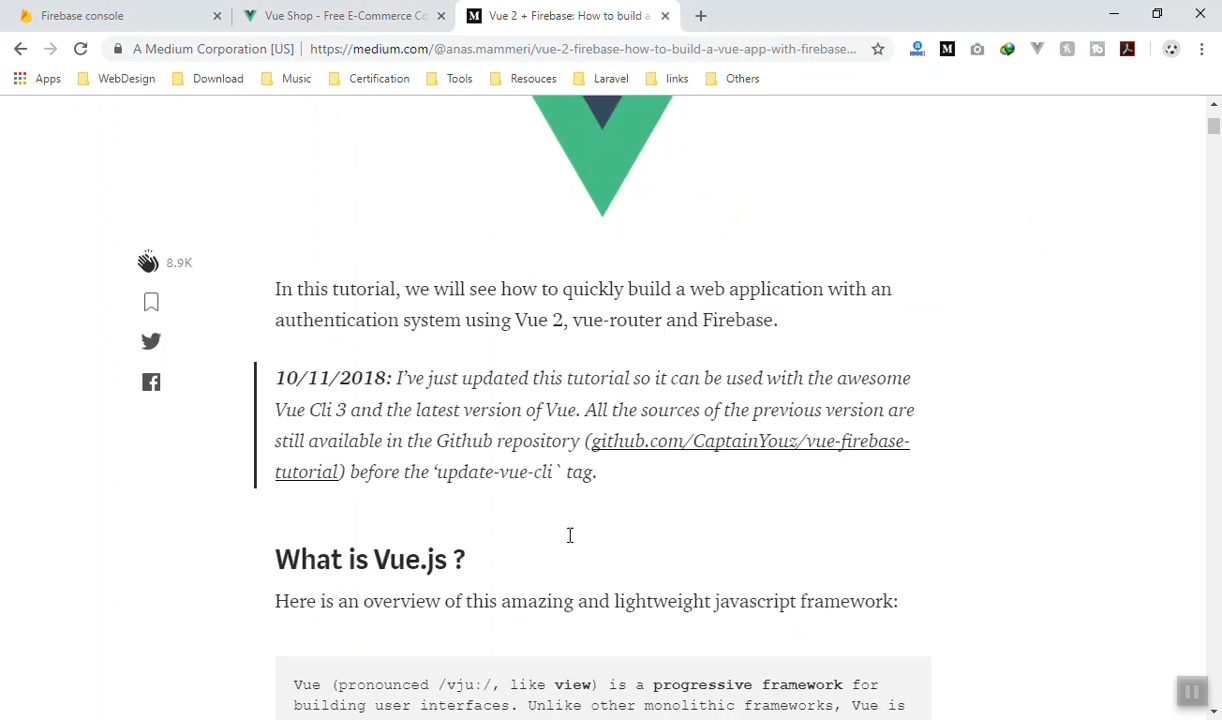 Firebase console
Vue Shop - Free E-Commerce Co
Vue 2 + Firebase: How to build a
A Medium Corporation [US]
https://medium.com/@anas.mammeri/vue-2-firebase-how-to-build-a-vue-app-with-firebase...
Apps
WebDesign
Download
Music
Certification
Tools
Resouces
Laravel
links
Others
8.9K
In this tutorial, we will see how to quickly build a web application with an
authentication system using Vue 2, vue-router and Firebase.
10/11/2018: I’ve just updated this tutorial so it can be used with the awesome
Vue Cli 3 and the latest version of Vue. All the sources of the previous version are
still available in the Github repository (github.com/CaptainYouz/vue-firebase-
tutorial) before the ‘update-vue-cli` tag.
What is Vue.js ?
Here is an overview of this amazing and lightweight javascript framework:
Vue (pronounced /vjuː/, like view) is a progressive framework for
building user interfaces. Unlike other monolithic frameworks, Vue is